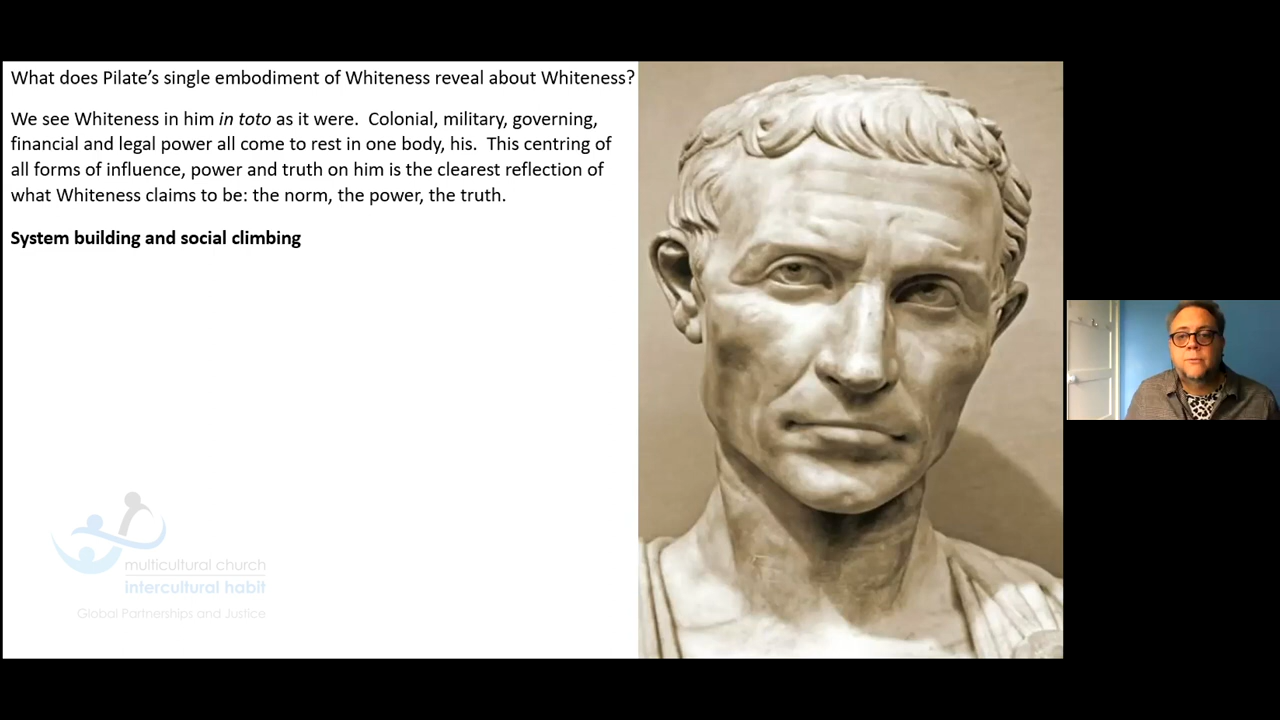 What does Pilate’s single embodiment of Whiteness reveal about Whiteness?
We see Whiteness in him in toto as it were.  Colonial, military, governing,
financial and legal power all come to rest in one body, his.  This centring of
all forms of influence, power and truth on him is the clearest reflection of
what Whiteness claims to be: the norm, the power, the truth.
System building and social climbing
multicultural church
intercultural habit
Global Partnerships and Justice